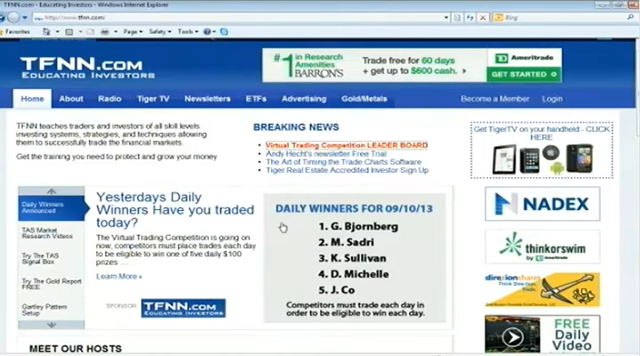 TFNN.com - Educating Investors - Windows Internet Explorer
http://www.tfnn.com/
Bing
Favorites
Page Safety Tools
TFNN.COM
EDUCATING INVESTORS
#1 in Research Amenities BARRON'S
Trade free for 60 days
+ get up to $600 cash.
TD Ameritrade
GET STARTED
Home About Radio Tiger TV Newsletters ETFs Advertising Gold/Metals Become a Member Login
TFNN teaches traders and investors of all skill levels
investing systems, strategies, and techniques allowing
them to successfully trade the financial markets.
Get the training you need to protect and grow your money
BREAKING NEWS
Virtual Trading Competition LEADER BOARD
Andy Hecht's newsletter Free Trial
The Art of Timing the Trade Charts Software
Tiger Real Estate Accredited Investor Sign Up
Get TigerTV on your handheld - CLICK
HERE
Daily Winners
Announced
TAS Market
Research Videos
Try The TAS
Signal Box
Try The Gold Report
FREE
Gartley Pattern
Setup
Yesterdays Daily
Winners Have you traded
today?
The Virtual Trading Competition is going on
now, competitors must place trades each day
to be eligible to win one of five daily $100
prizes ...
Learn More
SPONSOR:
TFNN.COM
EDUCATING INVESTORS
DAILY WINNERS FOR 09/10/13
1. G. Bjornberg
2. M. Sadri
3. K. Sullivan
4. D. Michelle
5. J. Co
Competitors must trade each day in
order to be eligible to win each day.
NADEX
thinkorswim
by TD Ameritrade
direxionshares
FREE
Daily
Video
MEET OUR HOSTS